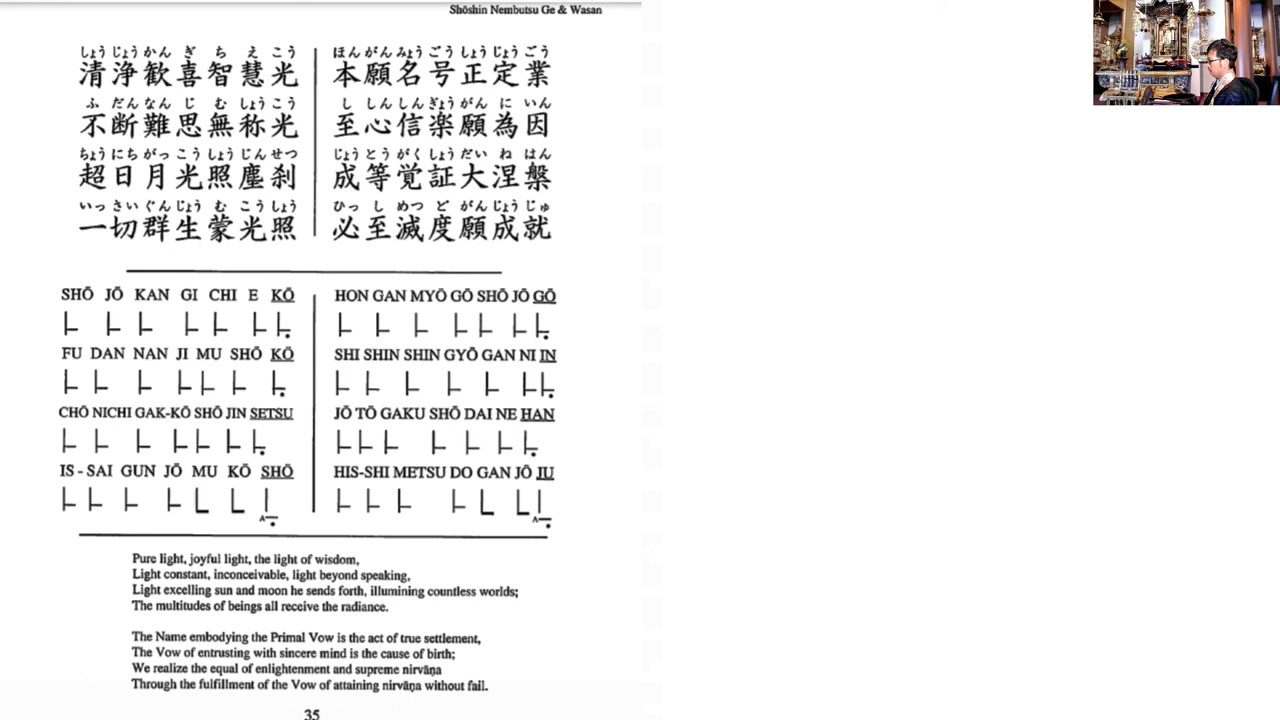 Shōshin Nembutsu Ge & Wasan
しょう じょう かん ぎ ち え こう
清浄歓喜智慧光
ふ だん なん じ む しょう こう
不断難思無称光
ちょう にち がっ こう しょう じん せつ
超日月光照塵刹
いっ さい ぐん じょう む こう しょう
一切群生蒙光照
ほん がん みょう ごう しょう じょう ごう
本願名号正定業
し しん しん ぎょう がん に いん
至心信楽願為因
じょう とう がく しょう だい ね はん
成等覚証大涅槃
ひっ し めつ ど がん じょう じゅ
必至滅度願成就
SHŌ JŌ KAN GI CHI E KŌ
FU DAN NAN JI MU SHŌ KŌ
CHŌ NICHI GAK-KŌ SHŌ JIN SETSU
IS - SAI GUN JŌ MU KŌ SHŌ
A
HON GAN MYŌ GŌ SHŌ JŌ GŌ
SHI SHIN SHIN GYŌ GAN NI IN
JŌ TŌ GAKU SHŌ DAI NE HAN
HIS-SHI METSU DO GAN JŌ JU
A
Pure light, joyful light, the light of wisdom,
Light constant, inconceivable, light beyond speaking,
Light excelling sun and moon he sends forth, illumining countless worlds;
The multitudes of beings all receive the radiance.
The Name embodying the Primal Vow is the act of true settlement,
The Vow of entrusting with sincere mind is the cause of birth;
We realize the equal of enlightenment and supreme nirvāṇa
Through the fulfillment of the Vow of attaining nirvāṇa without fail.
35